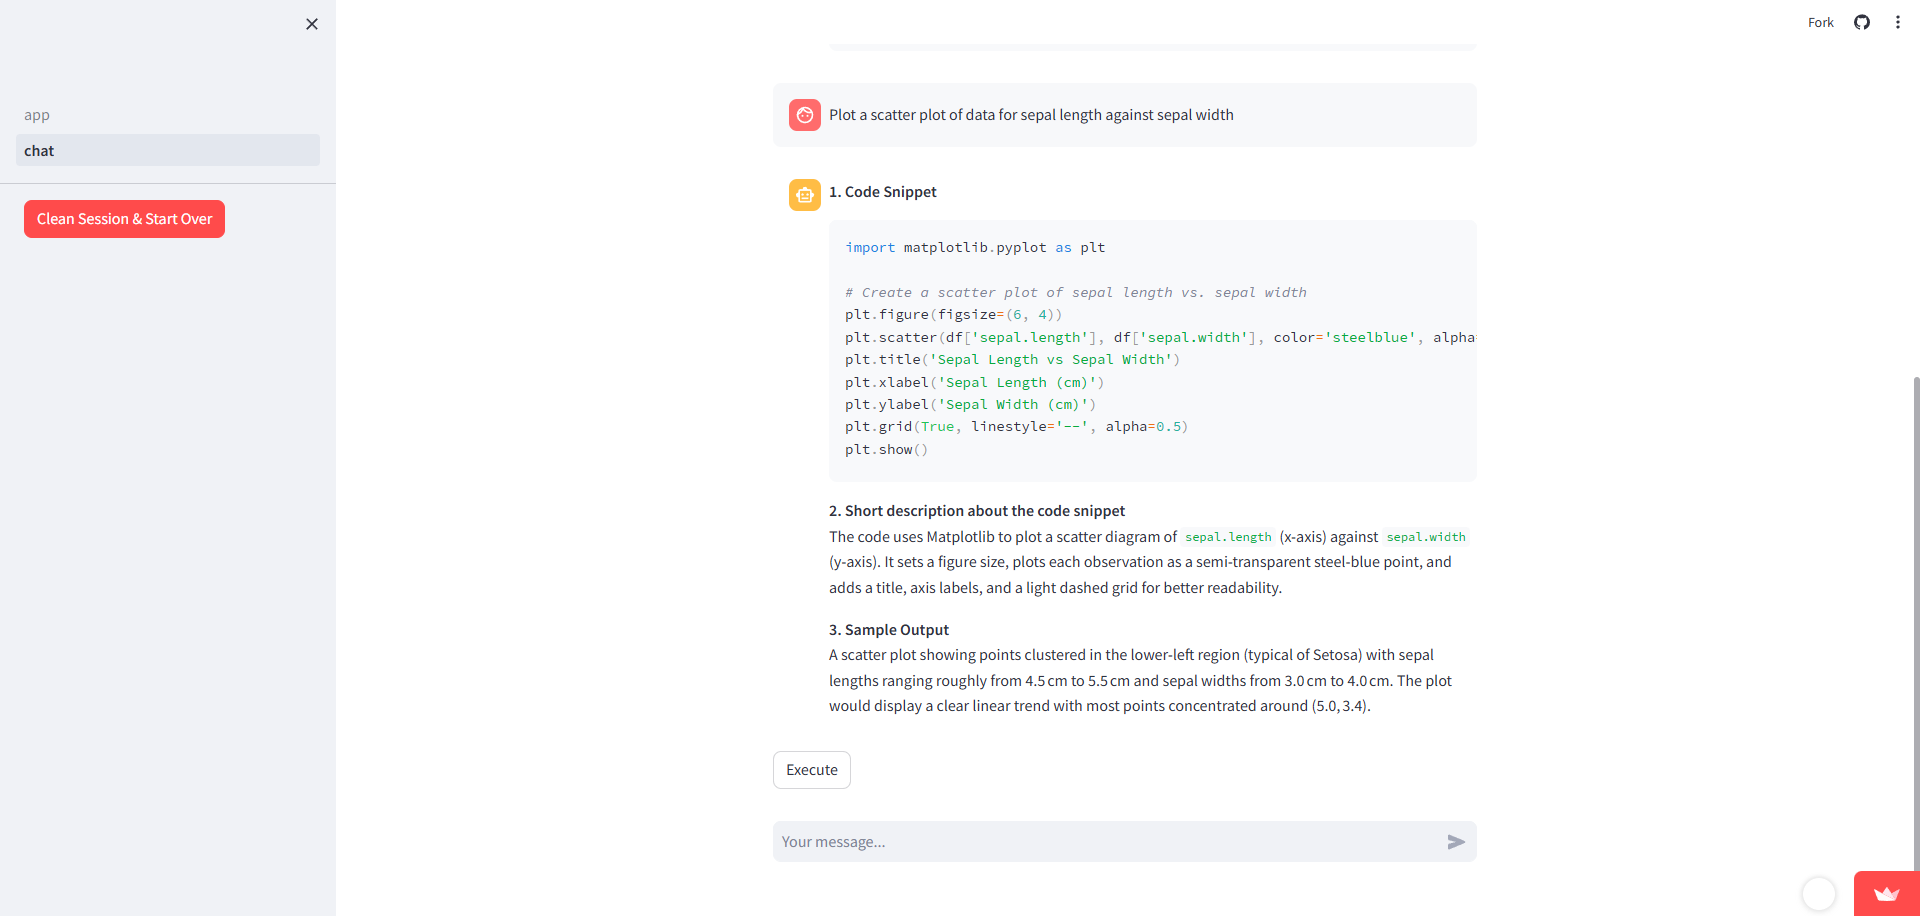 Fork
app
chat
Clean Session & Start Over
Plot a scatter plot of data for sepal length against sepal width
1. Code Snippet
import matplotlib.pyplot as plt
# Create a scatter plot of sepal length vs. sepal width
plt.figure(figsize=(6, 4))
plt.scatter(df['sepal.length'], df['sepal.width'], color='steelblue', alpha=
plt.title('Sepal Length vs Sepal Width')
plt.xlabel('Sepal Length (cm)')
plt.ylabel('Sepal Width (cm)')
plt.grid(True, linestyle='--', alpha=0.5)
plt.show()
2. Short description about the code snippet
The code uses Matplotlib to plot a scatter diagram of sepal.length (x-axis) against sepal.width
(y-axis). It sets a figure size, plots each observation as a semi-transparent steel-blue point, and
adds a title, axis labels, and a light dashed grid for better readability.
3. Sample Output
A scatter plot showing points clustered in the lower-left region (typical of Setosa) with sepal
lengths ranging roughly from 4.5 cm to 5.5 cm and sepal widths from 3.0 cm to 4.0 cm. The plot
would display a clear linear trend with most points concentrated around (5.0, 3.4).
Execute
Your message...